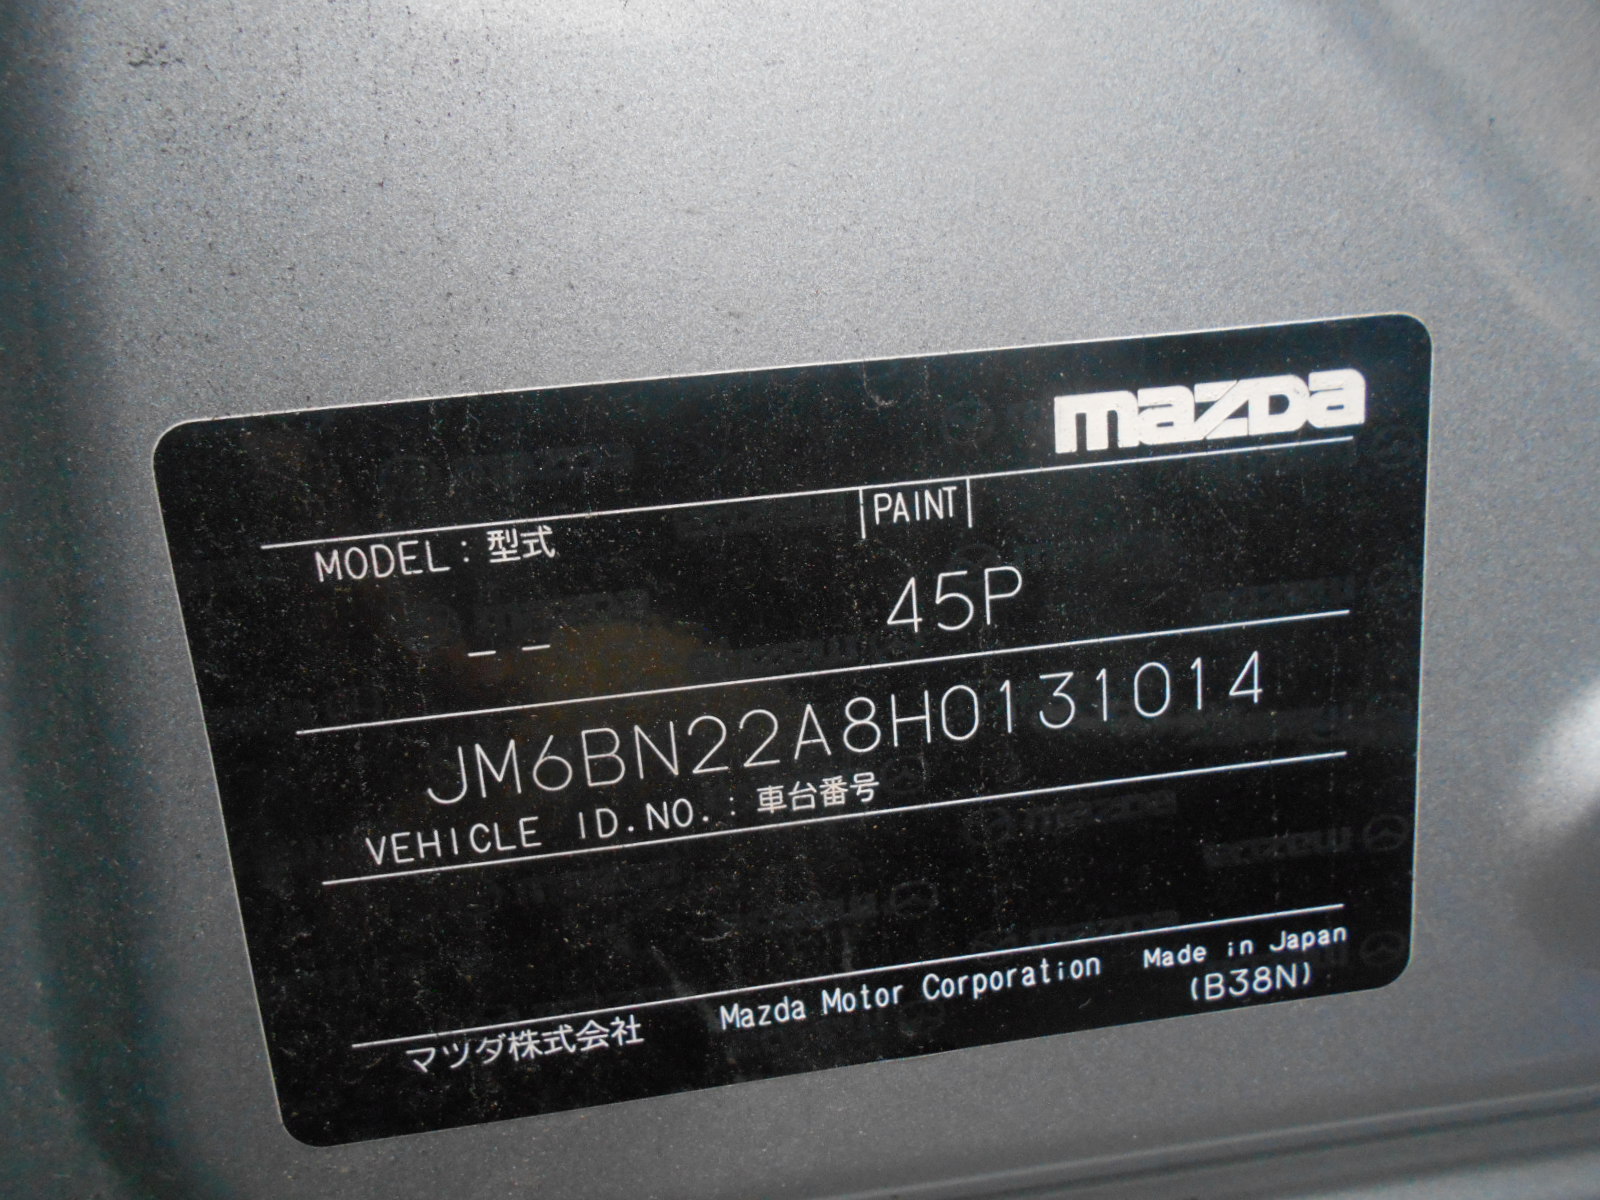 mazda
MODEL : 型式
PAINT
-- 45P
JM6BN22A8H0131014
VEHICLE ID.NO. : 車台番号
マツダ株式会社 Mazda Motor Corporation Made in Japan
(B38N)